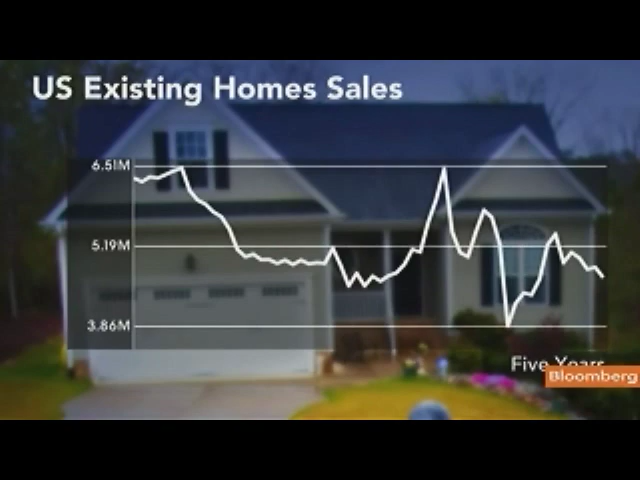 US Existing Homes Sales
6.51M
5.19M
3.86M
Five Years
Bloomberg